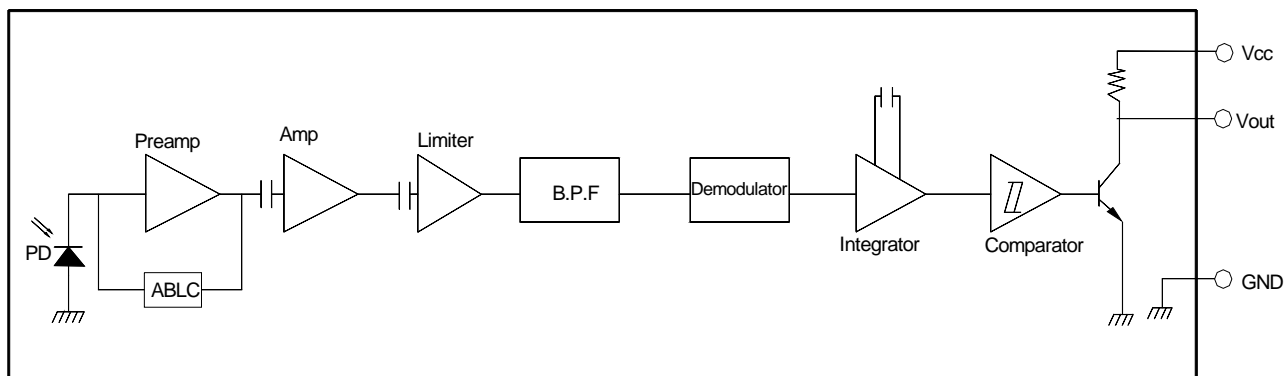 Vcc
Vout
Preamp
Amp
Limiter
B.P.F
Demodulator
Integrator
Comparator
PD
ABLC
GND